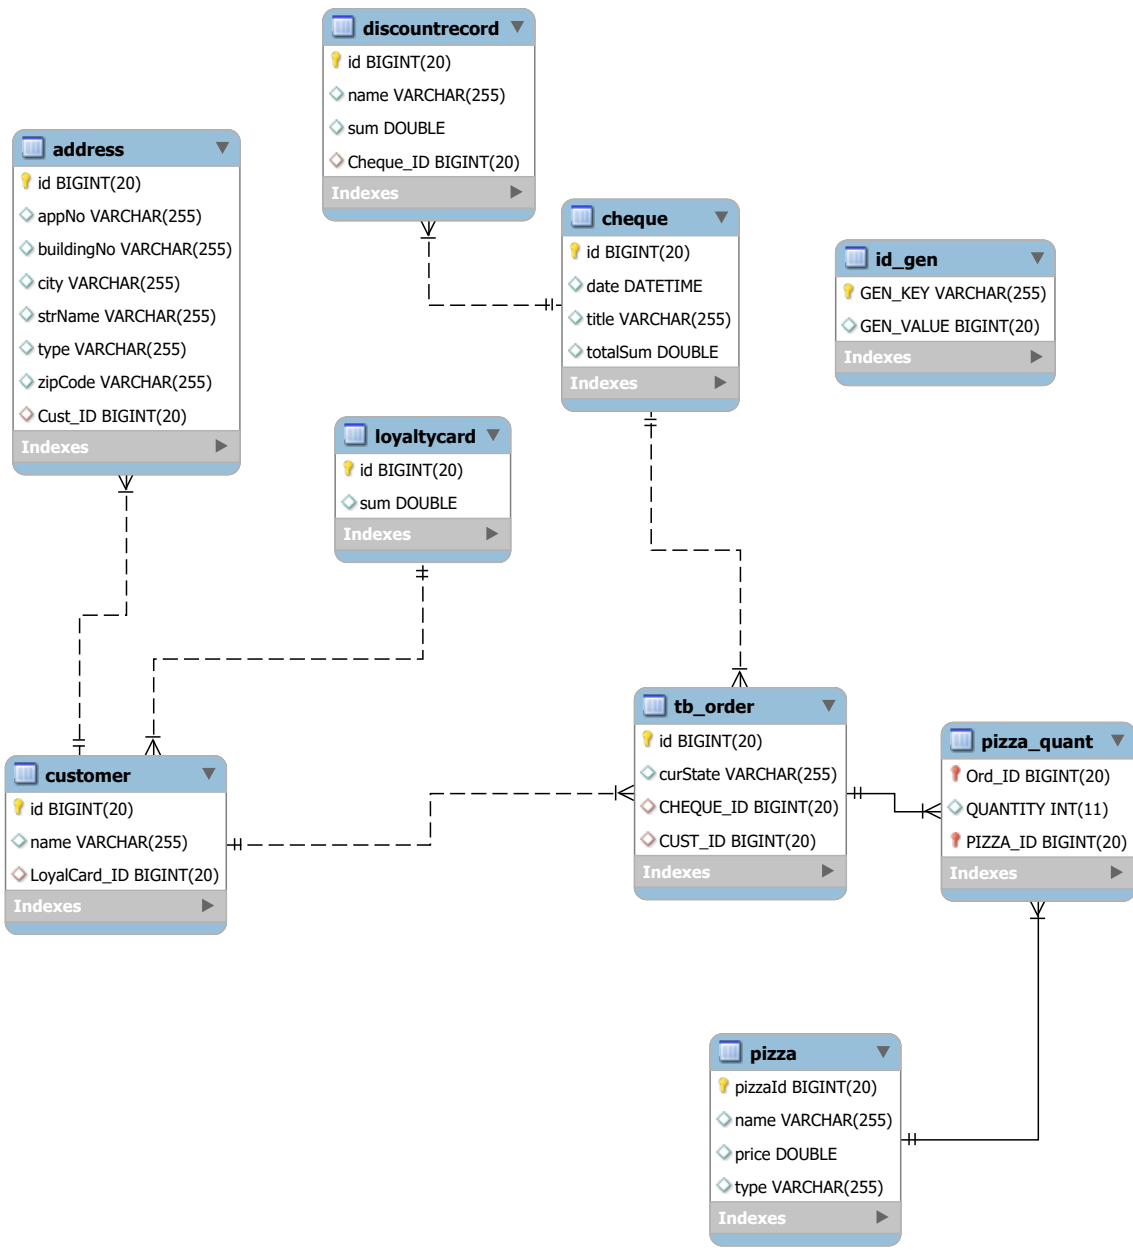 discountrecord
id BIGINT(20)
name VARCHAR(255)
sum DOUBLE
Cheque_ID BIGINT(20)
Indexes
address
id BIGINT(20)
appNo VARCHAR(255)
buildingNo VARCHAR(255)
city VARCHAR(255)
strName VARCHAR(255)
type VARCHAR(255)
zipCode VARCHAR(255)
Cust_ID BIGINT(20)
Indexes
cheque
id BIGINT(20)
date DATETIME
title VARCHAR(255)
totalSum DOUBLE
Indexes
id_gen
GEN_KEY VARCHAR(255)
GEN_VALUE BIGINT(20)
Indexes
loyaltycard
id BIGINT(20)
sum DOUBLE
Indexes
customer
id BIGINT(20)
name VARCHAR(255)
LoyalCard_ID BIGINT(20)
Indexes
tb_order
id BIGINT(20)
curState VARCHAR(255)
CHEQUE_ID BIGINT(20)
CUST_ID BIGINT(20)
Indexes
pizza_quant
Ord_ID BIGINT(20)
QUANTITY INT(11)
PIZZA_ID BIGINT(20)
Indexes
pizza
pizzaId BIGINT(20)
name VARCHAR(255)
price DOUBLE
type VARCHAR(255)
Indexes